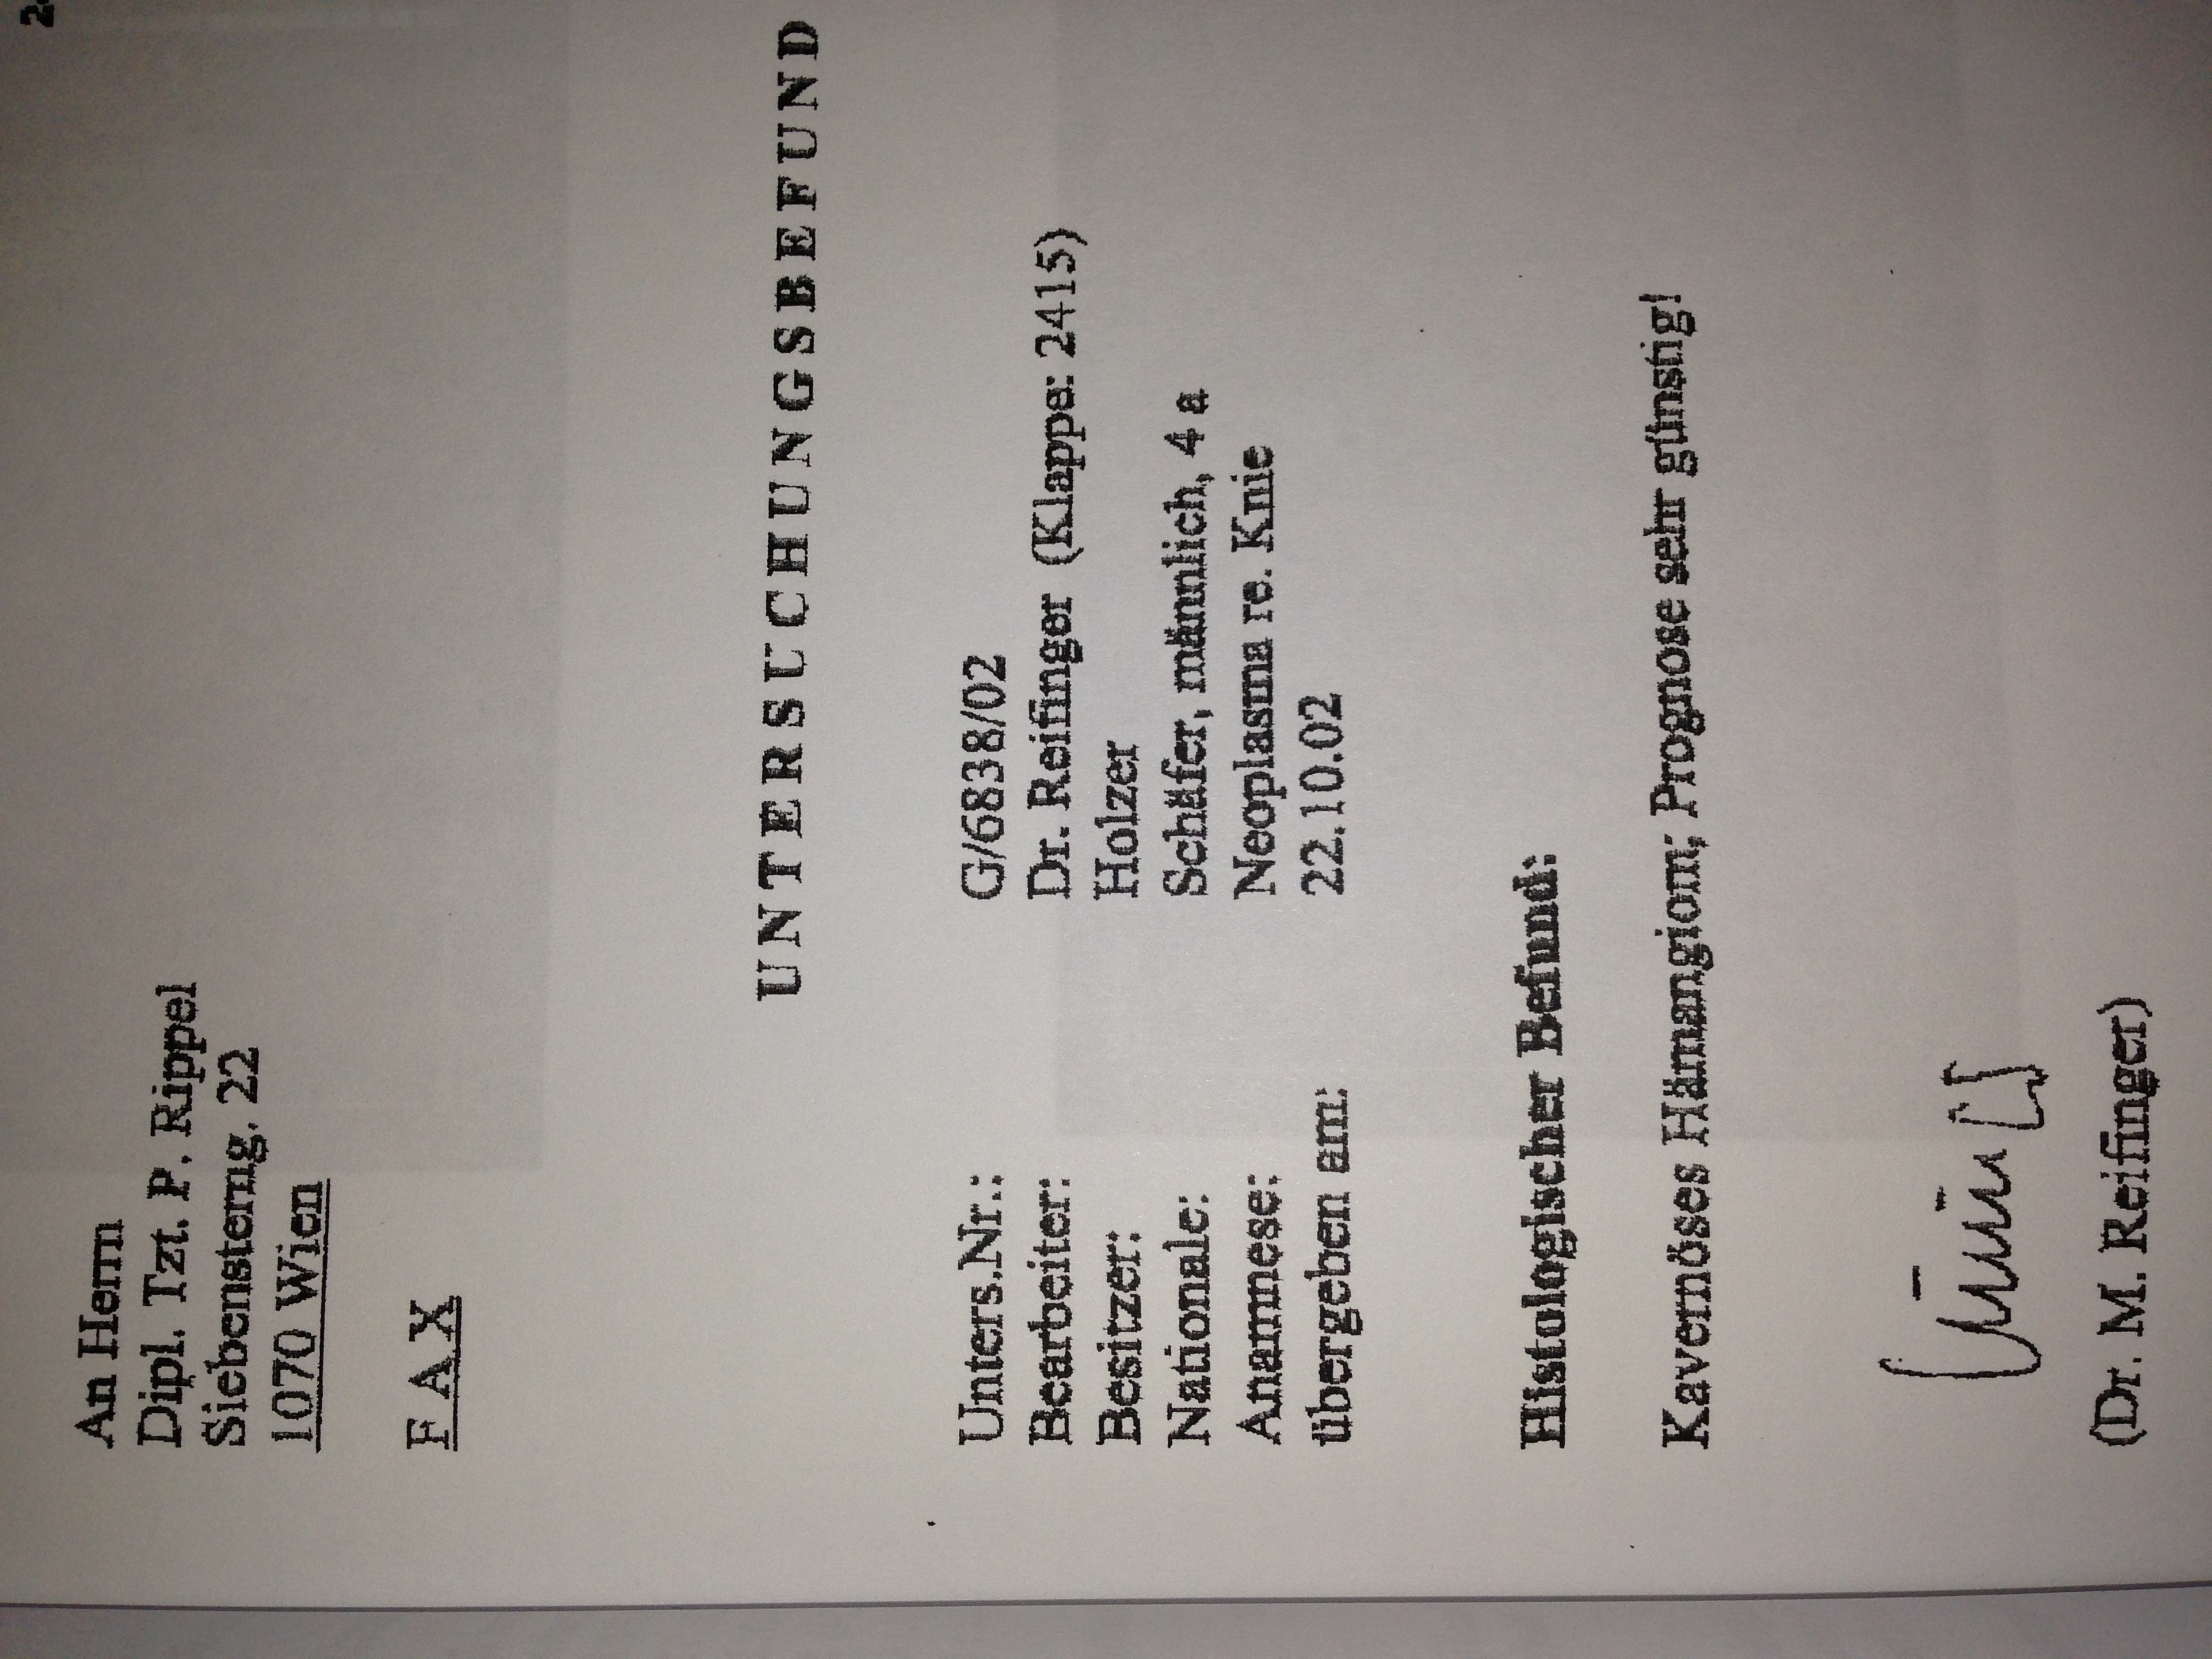 An Herrn
Dipl. Tzt. P. Rippel
Siebensterng. 22
1070 Wien
F A X
U N T E R S U C H U N G S B E F U N D
Unters.Nr.: G/6838/02
Bearbeiter: Dr. Reifinger (Klappe: 2415)
Besitzer: Holzer
Nationale: Schäfer, männlich, 4 a
Anamnese: Neoplasma re. Knie
übergeben am: 22.10.02
Histologischer Befund:
Kavernöses Hämangiom; Prognose sehr günstig!
(Dr. M. Reifinger)